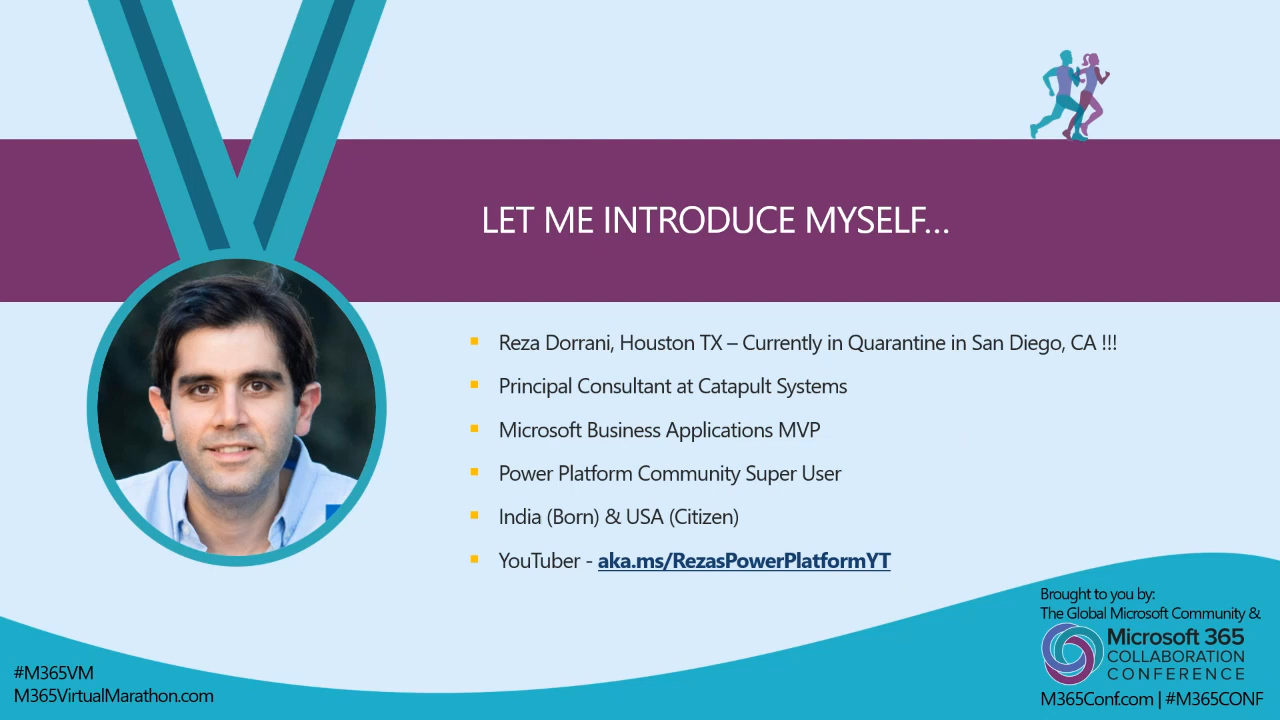 LET ME INTRODUCE MYSELF...
Reza Dorrani, Houston TX – Currently in Quarantine in San Diego, CA !!!
Principal Consultant at Catapult Systems
Microsoft Business Applications MVP
Power Platform Community Super User
India (Born) & USA (Citizen)
YouTuber - aka.ms/RezasPowerPlatformYT
Brought to you by:
The Global Microsoft Community &
Microsoft 365
COLLABORATION
CONFERENCE
M365Conf.com | #M365CONF
#M365VM
M365VirtualMarathon.com